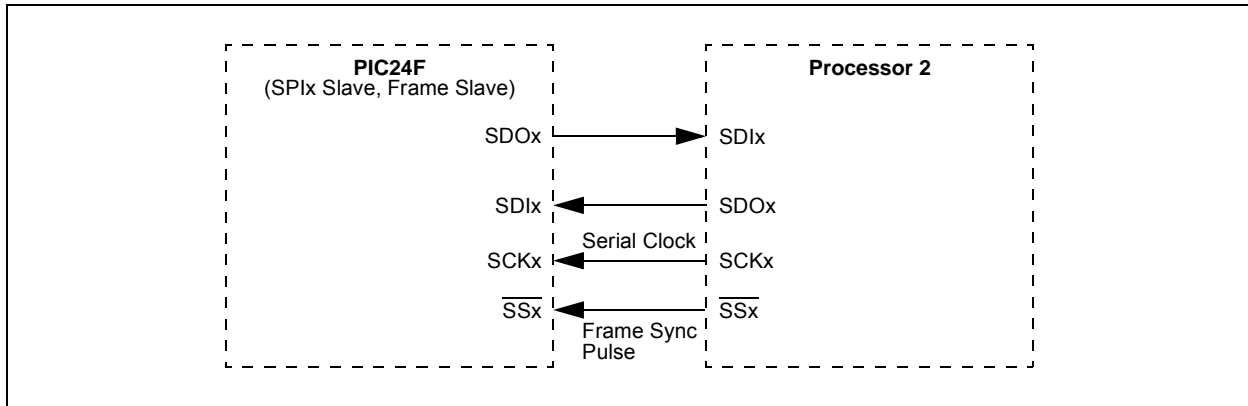 PIC24F
(SPIx Slave, Frame Slave)
Processor 2
SDOx
SDIx
SDIx
SDOx
Serial Clock
SCKx
SCKx
SSx
SSx
Frame Sync
Pulse